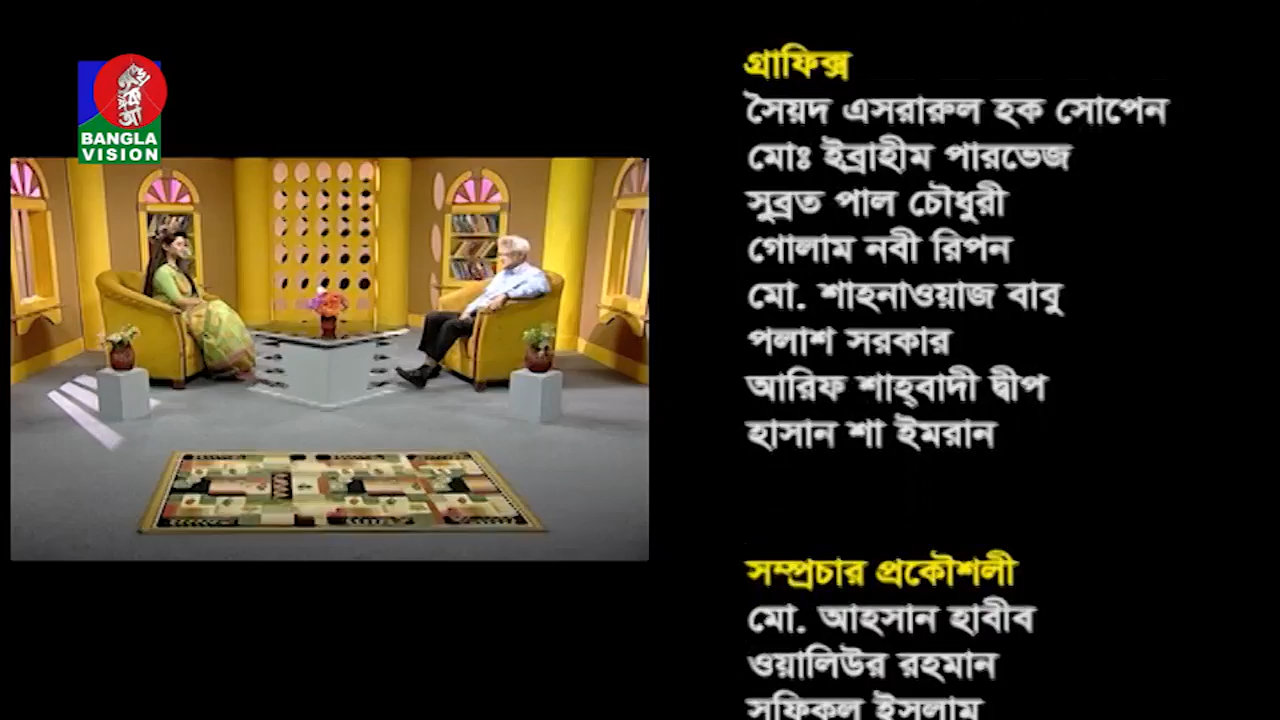 BANGLA
VISION
গ্রাফিক্স
সৈয়দ এসরারুল হক সোপেন
মোঃ ইব্রাহীম পারভেজ
সুব্রত পাল চৌধুরী
গোলাম নবী রিপন
মো. শাহনাওয়াজ বাবু
পলাশ সরকার
আরিফ শাহ্‌বাদী দ্বীপ
হাসান শা ইমরান
সম্প্রচার প্রকৌশলী
মো. আহসান হাবীব
ওয়ালিউর রহমান
সফিকুল ইসলাম